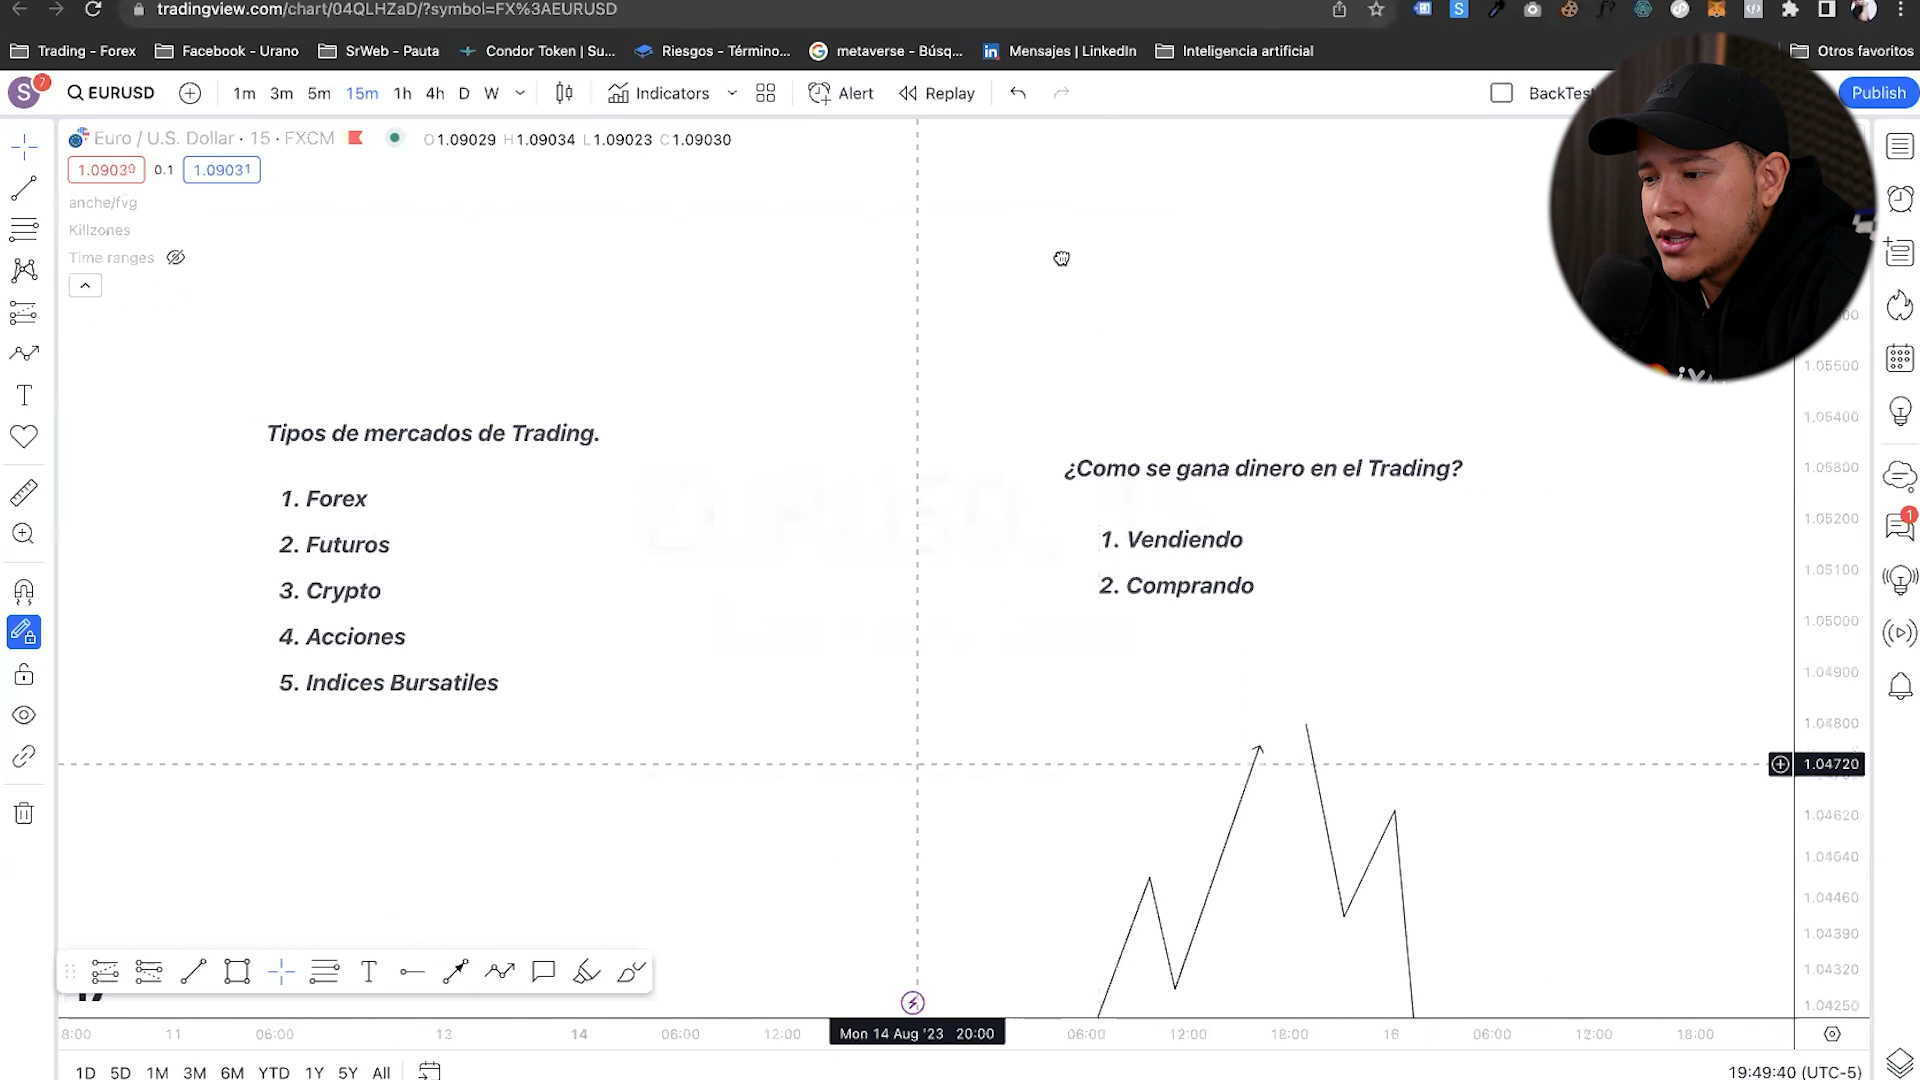 tradingview.com/chart/04QLHZaD/?symbol=FX%3AEURUSD
Trading - Forex
Facebook - Urano
SrWeb - Pauta
Condor Token | Su...
Riesgos - Término...
metaverse - Búsq...
Mensajes | LinkedIn
Inteligencia artificial
Otros favoritos
S
7
EURUSD
1m 3m 5m 15m 1h 4h D W
Indicators
Alert
Replay
Publish
Euro / U.S. Dollar · 15 · FXCM
O1.09029 H1.09034 L1.09023 C1.09030
1.09030 0.1 1.09031
anche/fvg
Killzones
Time ranges
Tipos de mercados de Trading.
1. Forex
2. Futuros
3. Crypto
4. Acciones
5. Indices Bursatiles
¿Como se gana dinero en el Trading?
1. Vendiendo
2. Comprando
1.05500
1.05400
1.05300
1.05200
1.05100
1.05000
1.04900
1.04800
1.04720
1.04620
1.04540
1.04460
1.04390
1.04320
1.04250
1
8:00 11 06:00 12 14 06:00 12:00 Mon 14 Aug '23 20:00 06:00 12:00 18:00 16 06:00 12:00 18:00
1D 5D 1M 3M 6M YTD 1Y 5Y All
19:49:40 (UTC-5)